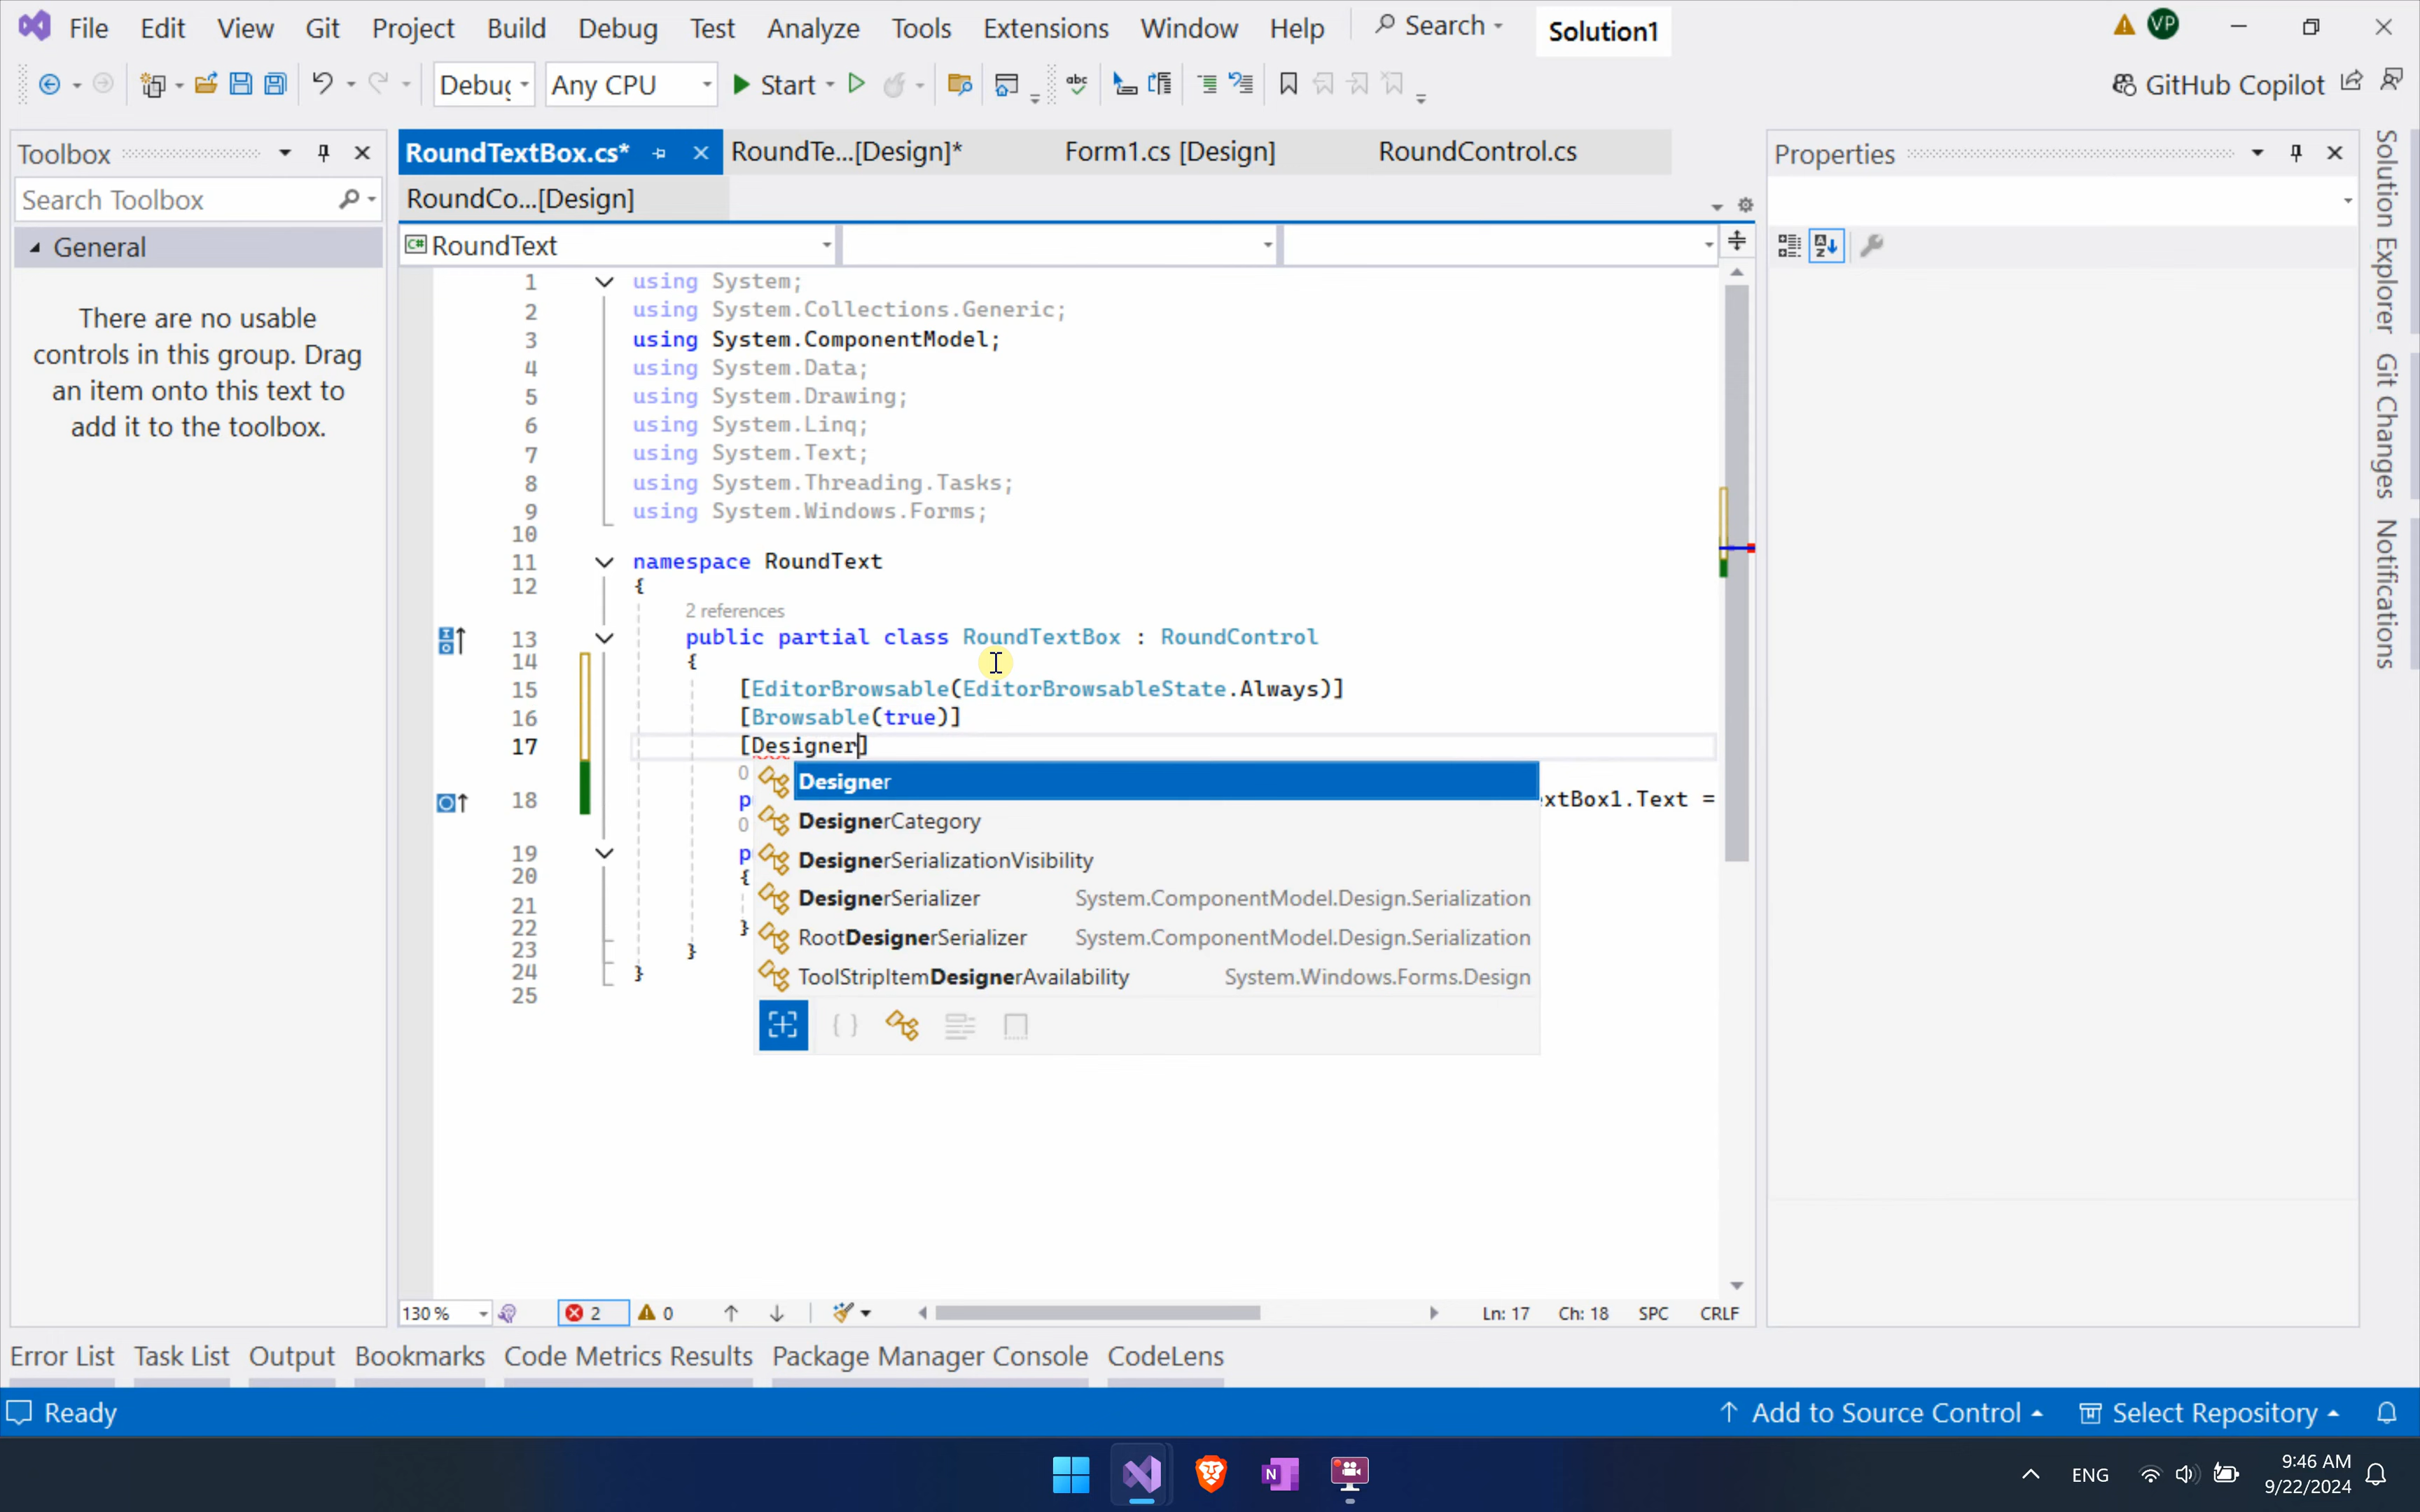 File Edit View Git Project Build Debug Test Analyze Tools Extensions Window Help Search Solution1 VP
Debug Any CPU Start abc GitHub Copilot
Toolbox
Search Toolbox
General
There are no usable
controls in this group. Drag
an item onto this text to
add it to the toolbox.
RoundTextBox.cs* RoundTe...[Design]* Form1.cs [Design] RoundControl.cs
RoundCo...[Design]
C# RoundText
1 using System;
2 using System.Collections.Generic;
3 using System.ComponentModel;
4 using System.Data;
5 using System.Drawing;
6 using System.Linq;
7 using System.Text;
8 using System.Threading.Tasks;
9 using System.Windows.Forms;
10
11 namespace RoundText
12 {
2 references
13 public partial class RoundTextBox : RoundControl
14 {
15 [EditorBrowsable(EditorBrowsableState.Always)]
16 [Browsable(true)]
17 [Designer]
0
18 p extBox1.Text =
0
19 p
20 {
21
22 }
23 }
24 }
25
Designer
DesignerCategory
DesignerSerializationVisibility
DesignerSerializer System.ComponentModel.Design.Serialization
RootDesignerSerializer System.ComponentModel.Design.Serialization
ToolStripItemDesignerAvailability System.Windows.Forms.Design
130 % 2 0 Ln: 17 Ch: 18 SPC CRLF
Properties
Solution Explorer
Git Changes
Notifications
Error List Task List Output Bookmarks Code Metrics Results Package Manager Console CodeLens
Ready Add to Source Control Select Repository
ENG 9:46 AM
9/22/2024